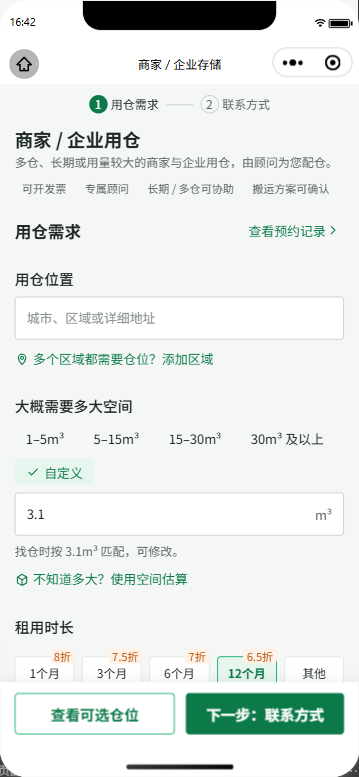 16:42
商家 / 企业存储
1 用仓需求
2 联系方式
商家 / 企业用仓
多仓、长期或用量较大的商家与企业用仓，由顾问为您配仓。
可开发票 专属顾问 长期 / 多仓可协助 搬运方案可确认
用仓需求 查看预约记录
用仓位置
城市、区域或详细地址
多个区域都需要仓位？添加区域
大概需要多大空间
1–5m³ 5–15m³ 15–30m³ 30m³ 及以上
自定义
3.1 m³
找仓时按 3.1m³ 匹配，可修改。
不知道多大？使用空间估算
租用时长
8折 7.5折 7折 6.5折
1个月 3个月 6个月 12个月 其他
查看可选仓位 下一步：联系方式